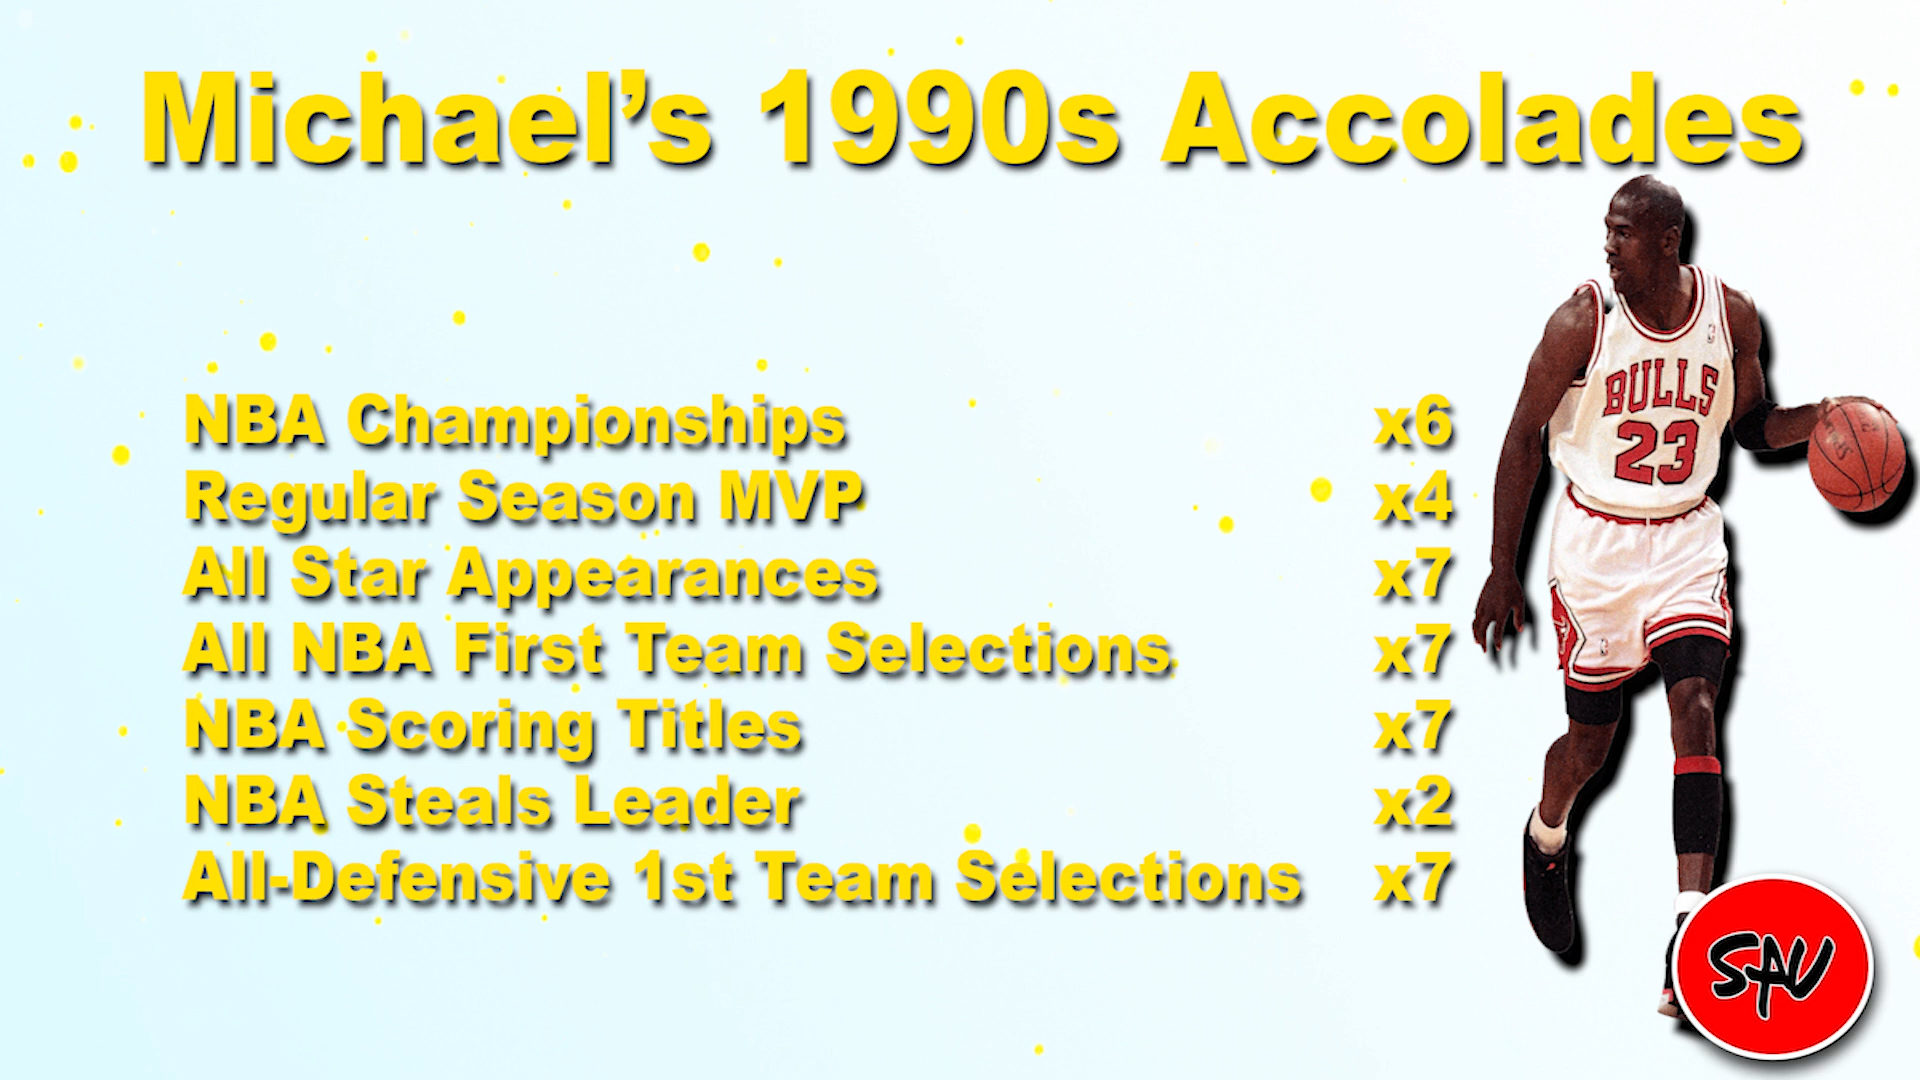 Michael’s 1990s Accolades
NBA Championships x6
Regular Season MVP x4
All Star Appearances x7
All NBA First Team Selections x7
NBA Scoring Titles x7
NBA Steals Leader x2
All-Defensive 1st Team Selections x7
BULLS
23
SAV